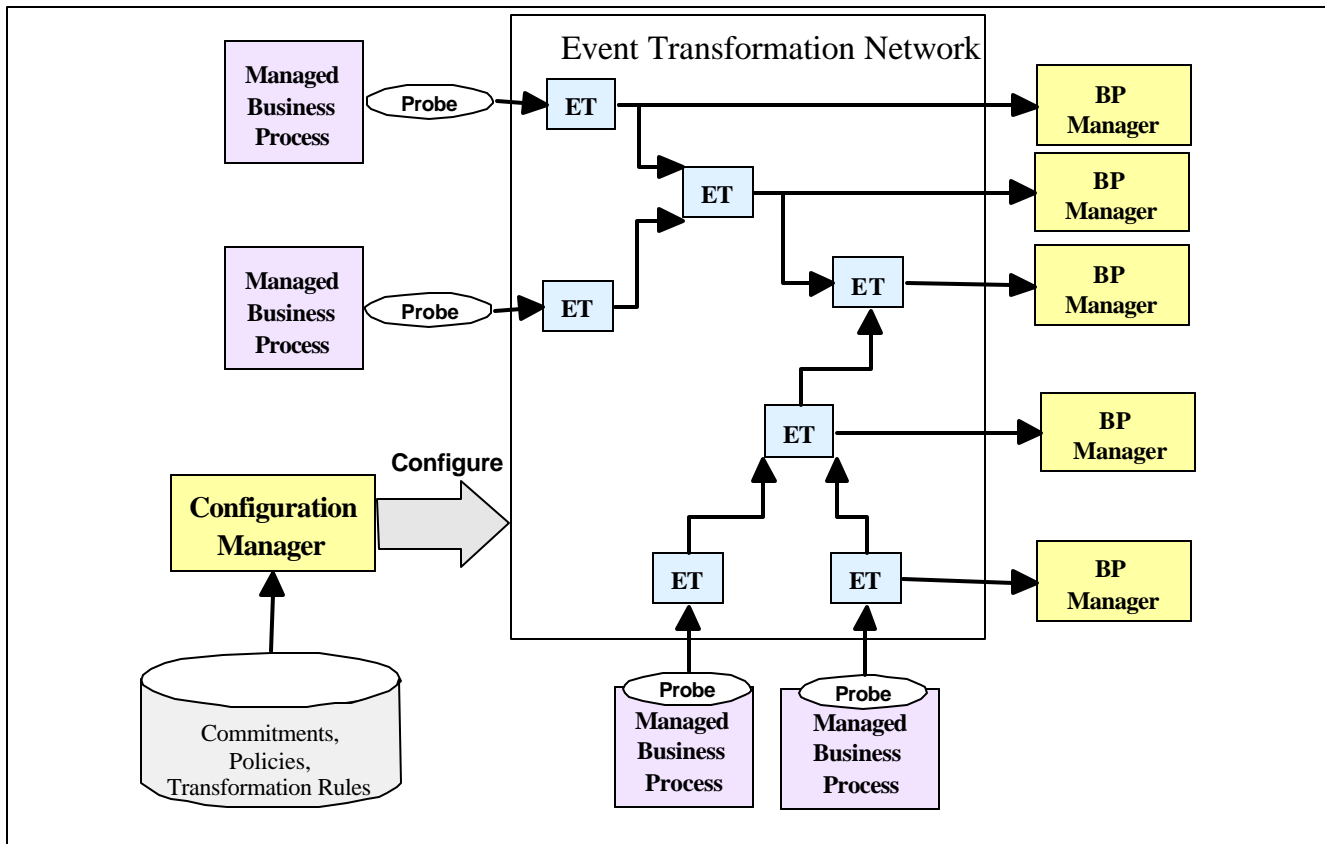 Event Transformation Network
Managed
Business
Process
Probe
ET
BP
Manager
ET
BP
Manager
Managed
Business
Process
Probe
ET
ET
BP
Manager
ET
BP
Manager
Configure
Configuration
Manager
ET
ET
BP
Manager
Commitments,
Policies,
Transformation Rules
Probe
Managed
Business
Process
Probe
Managed
Business
Process